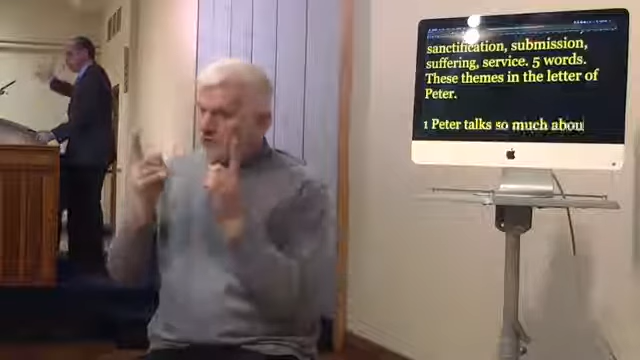 sanctification, submission,
suffering, service. 5 words.
These themes in the letter of
Peter.
1 Peter talks so much abou